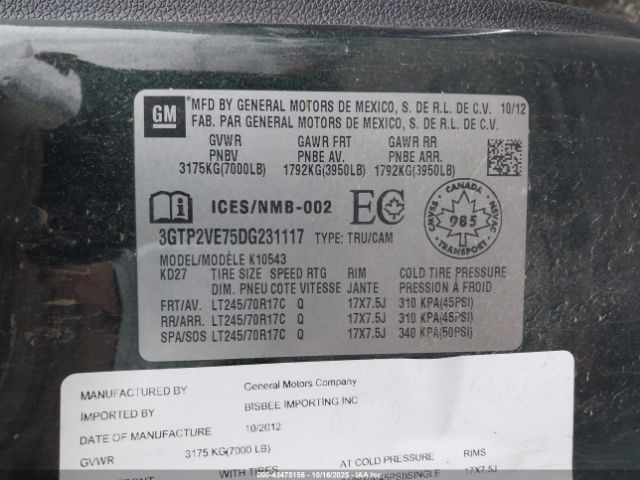 GM
*MFD BY GENERAL MOTORS DE MEXICO, S. DE R.L. DE C.V. 10/12
FAB. PAR GENERAL MOTORS DE MEXICO, S. DE R.L. DE C.V.
GVWR GAWR FRT GAWR RR
PNBV PNBE AV. PNBE ARR.
3175KG(7000LB) 1792KG(3950LB) 1792KG(3950LB)
ICES/NMB-002 EC
CANADA
CMVSS 985 NSVAC
TRANSPORT
3GTP2VE75DG231117 TYPE: TRU/CAM
MODEL/MODÈLE K10543
KD27 TIRE SIZE SPEED RTG RIM COLD TIRE PRESSURE
DIM. PNEU COTE VITESSE JANTE PRESSION À FROID
FRT/AV. LT245/70R17C Q 17X7.5J 310 KPA(45PSI)
RR/ARR. LT245/70R17C Q 17X7.5J 310 KPA(45PSI)
SPA/SOS LT245/70R17C Q 17X7.5J 340 KPA(50PSI)
MANUFACTURED BY General Motors Company
IMPORTED BY BISBEE IMPORTING INC
DATE OF MANUFACTURE 10/2012
GVWR 3175 KG(7000 LB)
WITH TIRES AT COLD PRESSURE RIMS
17X7.5J
000-43475156 - 10/16/2025 - IAA Inc.